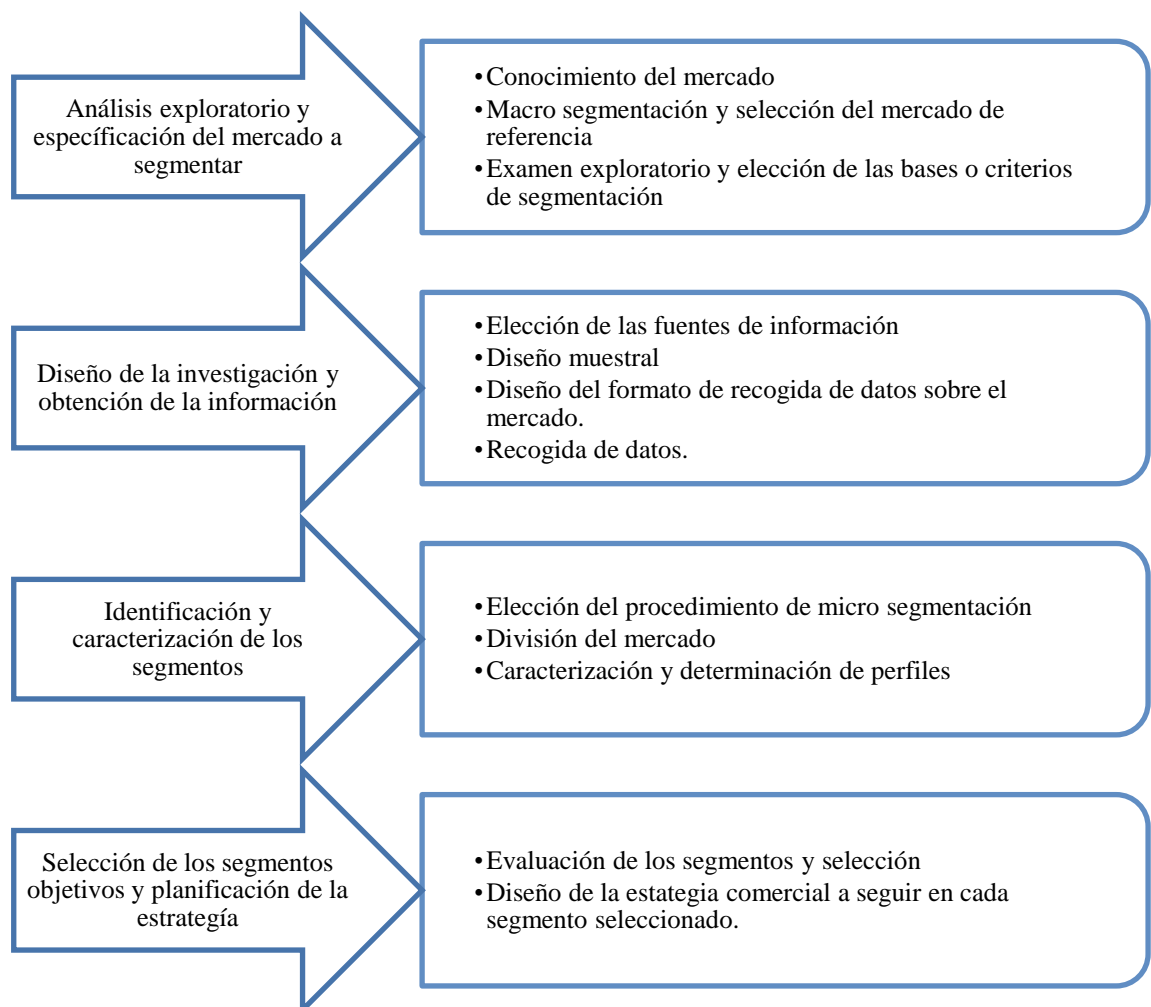 Análisis exploratorio y
específicación del mercado a
segmentar
•Conocimiento del mercado
•Macro segmentación y selección del mercado de
referencia
•Examen exploratorio y elección de las bases o criterios
de segmentación
Diseño de la investigación y
obtención de la información
•Elección de las fuentes de información
•Diseño muestral
•Diseño del formato de recogida de datos sobre el
mercado.
•Recogida de datos.
Identificación y
caracterización de los
segmentos
•Elección del procedimiento de micro segmentación
•División del mercado
•Caracterización y determinación de perfiles
Selección de los segmentos
objetivos y planificación de la
estrategía
•Evaluación de los segmentos y selección
•Diseño de la estategia comercial a seguir en cada
segmento seleccionado.